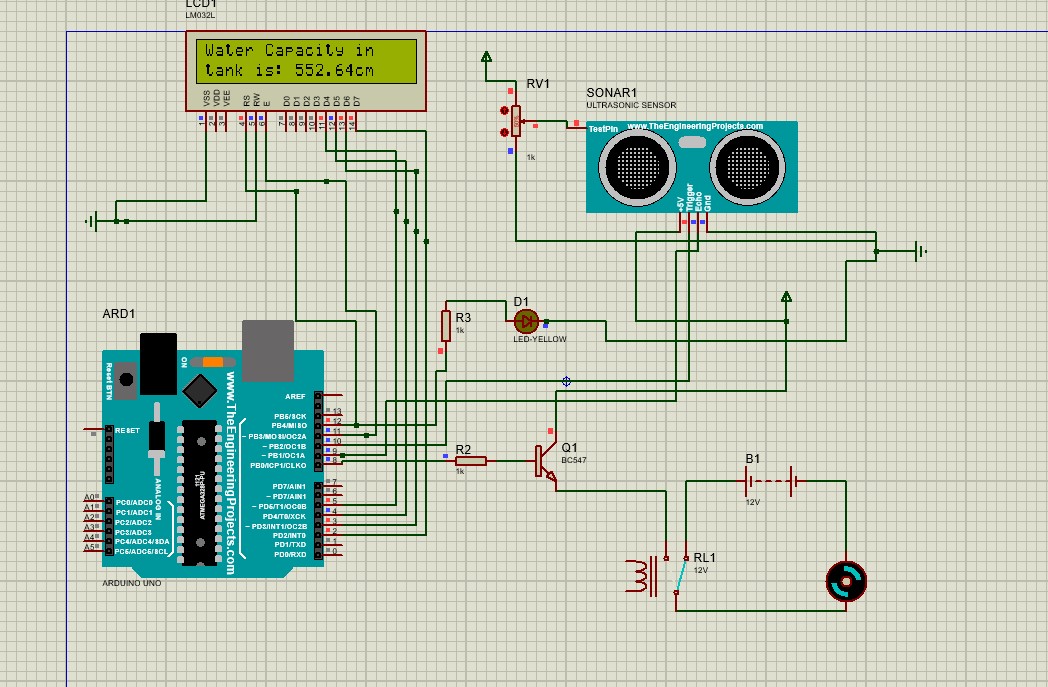 LCD1
LM032L
Water Capacity in
tank is: 552.64cm
VSS
VDD
VEE
RS
RW
E
D0
D1
D2
D3
D4
D5
D6
D7
1
2
3
4
5
6
7
8
9
10
11
12
13
14
RV1
1k
SONAR1
ULTRASONIC SENSOR
TestPin
www.TheEngineeringProjects.com
+5V
Trigger
Echo
Gnd
R3
1k
D1
LED-YELLOW
ARD1
Reset BTN
ON
www.TheEngineeringProjects.com
RESET
AREF
PB5/SCK
PB4/MISO
~ PB3/MOSI/OC2A
~ PB2/OC1B
~ PB1/OC1A
PB0/ICP1/CLKO
13
12
11
10
9
8
PD7/AIN1
~ PD7/AIN1
~ PD6/T1/OC0B
PD4/T0/XCK
~ PD3/INT1/OC2B
PD2/INT0
PD1/TXD
PD0/RXD
7
6
5
4
3
2
1
0
ANALOG IN
ATMEGA328P-PU
1121
A0
A1
A2
A3
A4
A5
PC0/ADC0
PC1/ADC1
PC2/ADC2
PC3/ADC3
PC4/ADC4/SDA
PC5/ADC5/SCL
ARDUINO UNO
R2
1k
Q1
BC547
B1
12V
RL1
12V